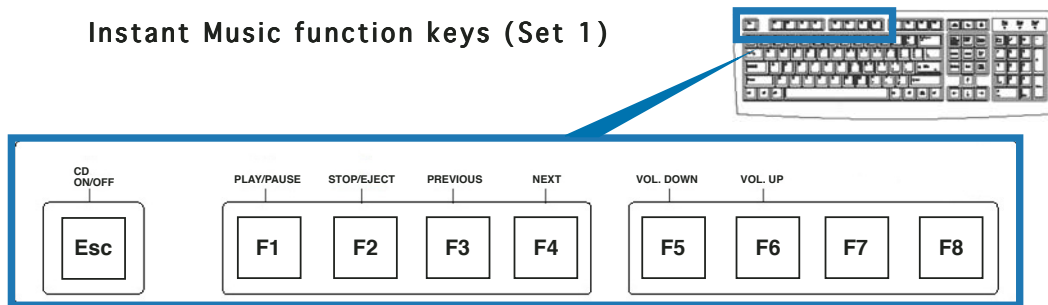 Instant Music function keys (Set 1)
CD
ON/OFF
PLAY/PAUSE STOP/EJECT PREVIOUS NEXT VOL. DOWN VOL. UP
Esc F1 F2 F3 F4 F5 F6 F7 F8